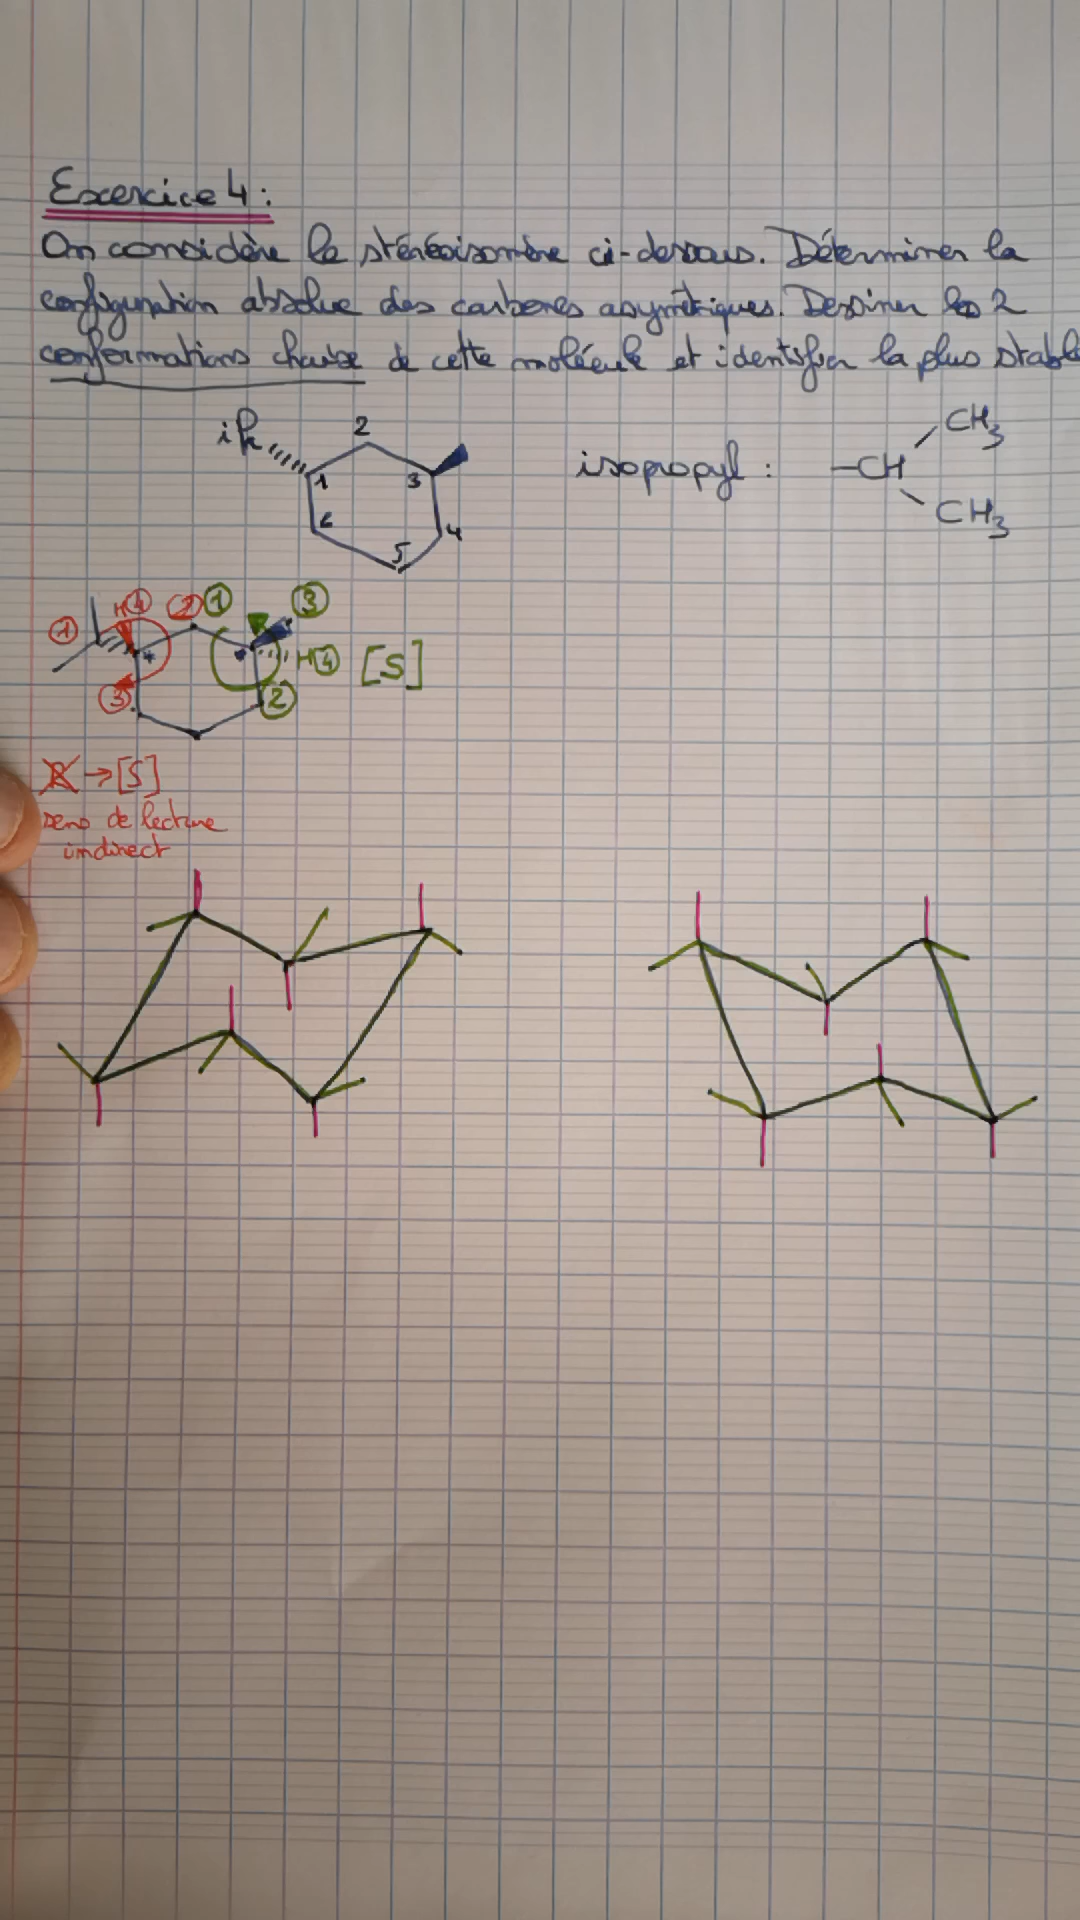 Exercice 4 :
On considère le stéréoisomère ci-dessous. Déterminer la
configuration absolue des carbones asymétriques. Dessiner les 2
conformations chaise de cette molécule et identifier la plus stable
iPr
1 2 3 4 5 6
isopropyl : -CH CH3 CH3
1 H 4 2 1 3
* * H 4 [S]
3 2
R → [S]
sens de lecture
indirect